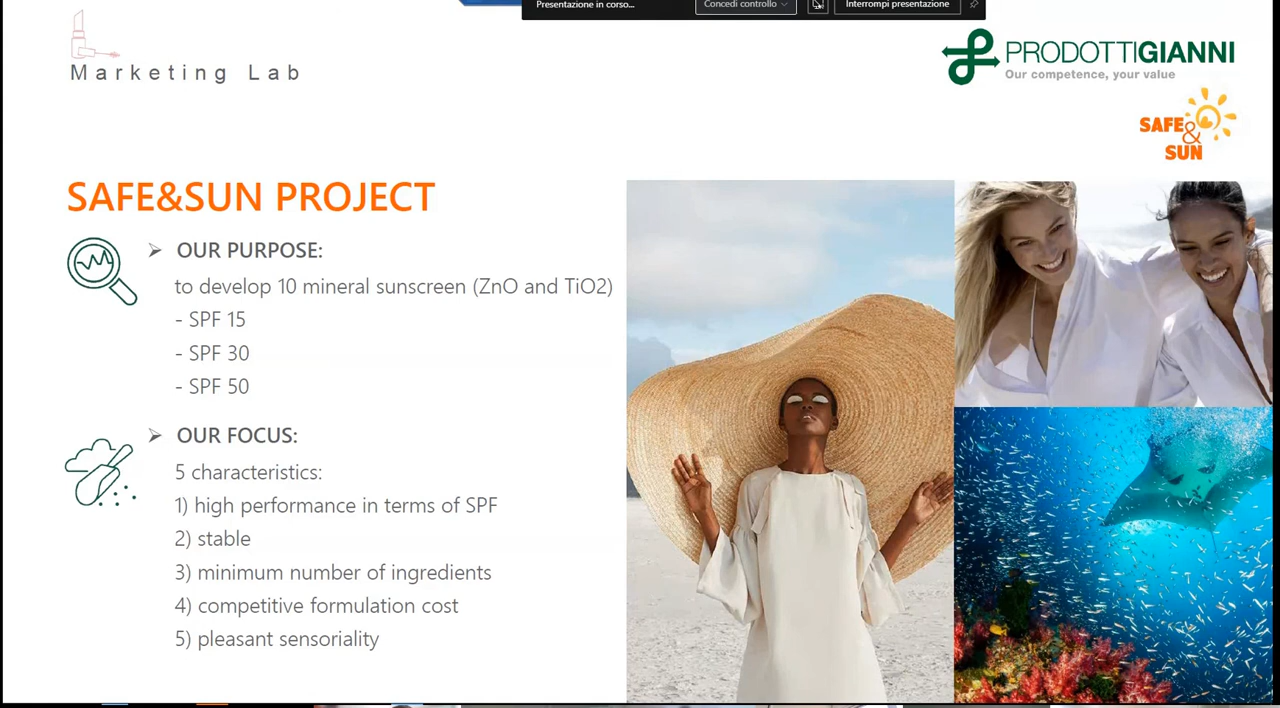 Presentazione in corso...
Concedi controllo
Interrompi presentazione
Marketing Lab
PRODOTTIGIANNI
Our competence, your value
SAFE
&
SUN
SAFE&SUN PROJECT
➢ OUR PURPOSE:
to develop 10 mineral sunscreen (ZnO and TiO2)
- SPF 15
- SPF 30
- SPF 50
➢ OUR FOCUS:
5 characteristics:
1) high performance in terms of SPF
2) stable
3) minimum number of ingredients
4) competitive formulation cost
5) pleasant sensoriality